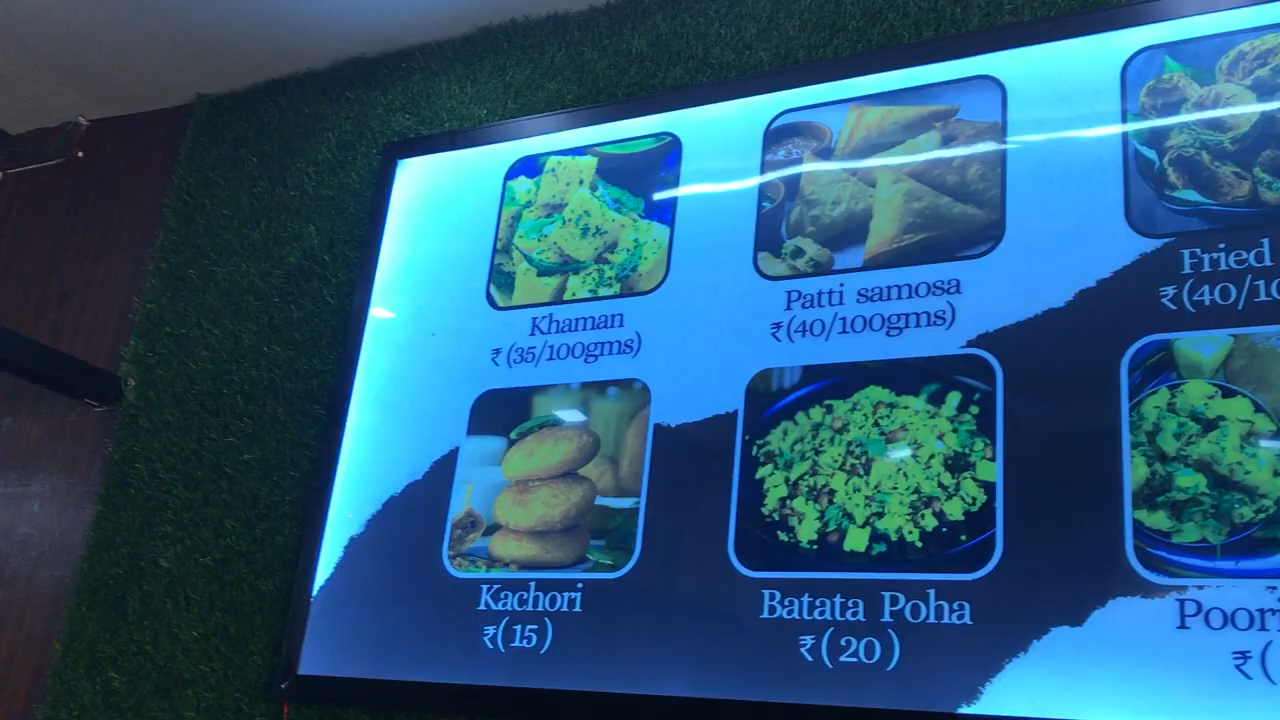 Khaman
₹(35/100gms)
Patti samosa
₹(40/100gms)
Fried
₹(40/10
Kachori
₹(15)
Batata Poha
₹(20)
Poori
₹(